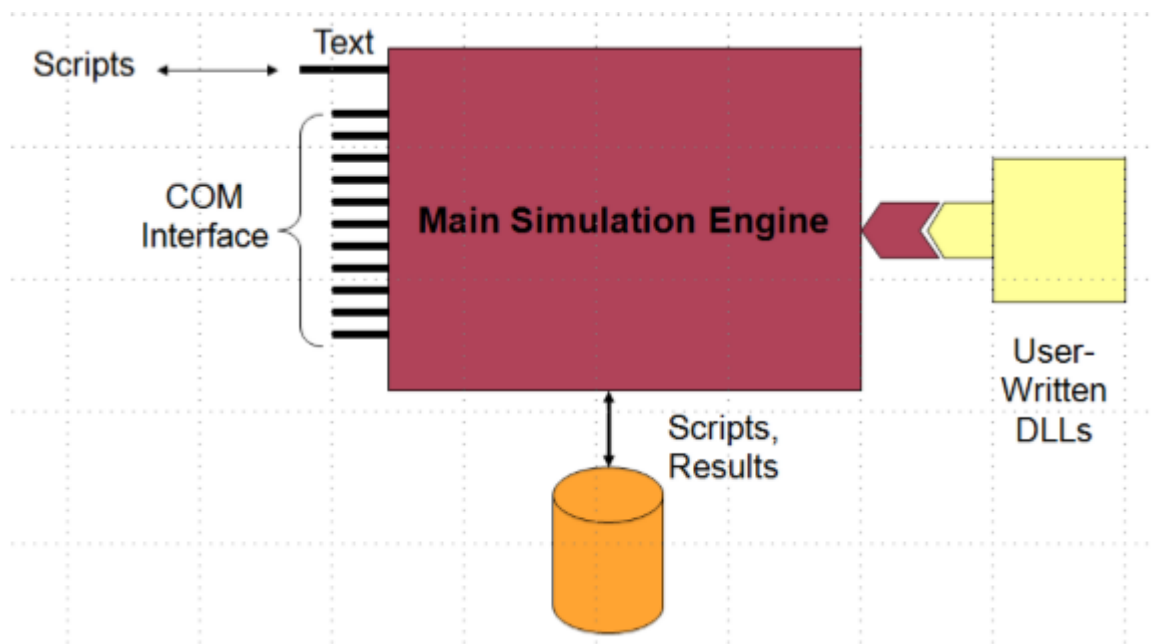 Text
Scripts
COM
Interface
Main Simulation Engine
User-
Written
DLLs
Scripts,
Results